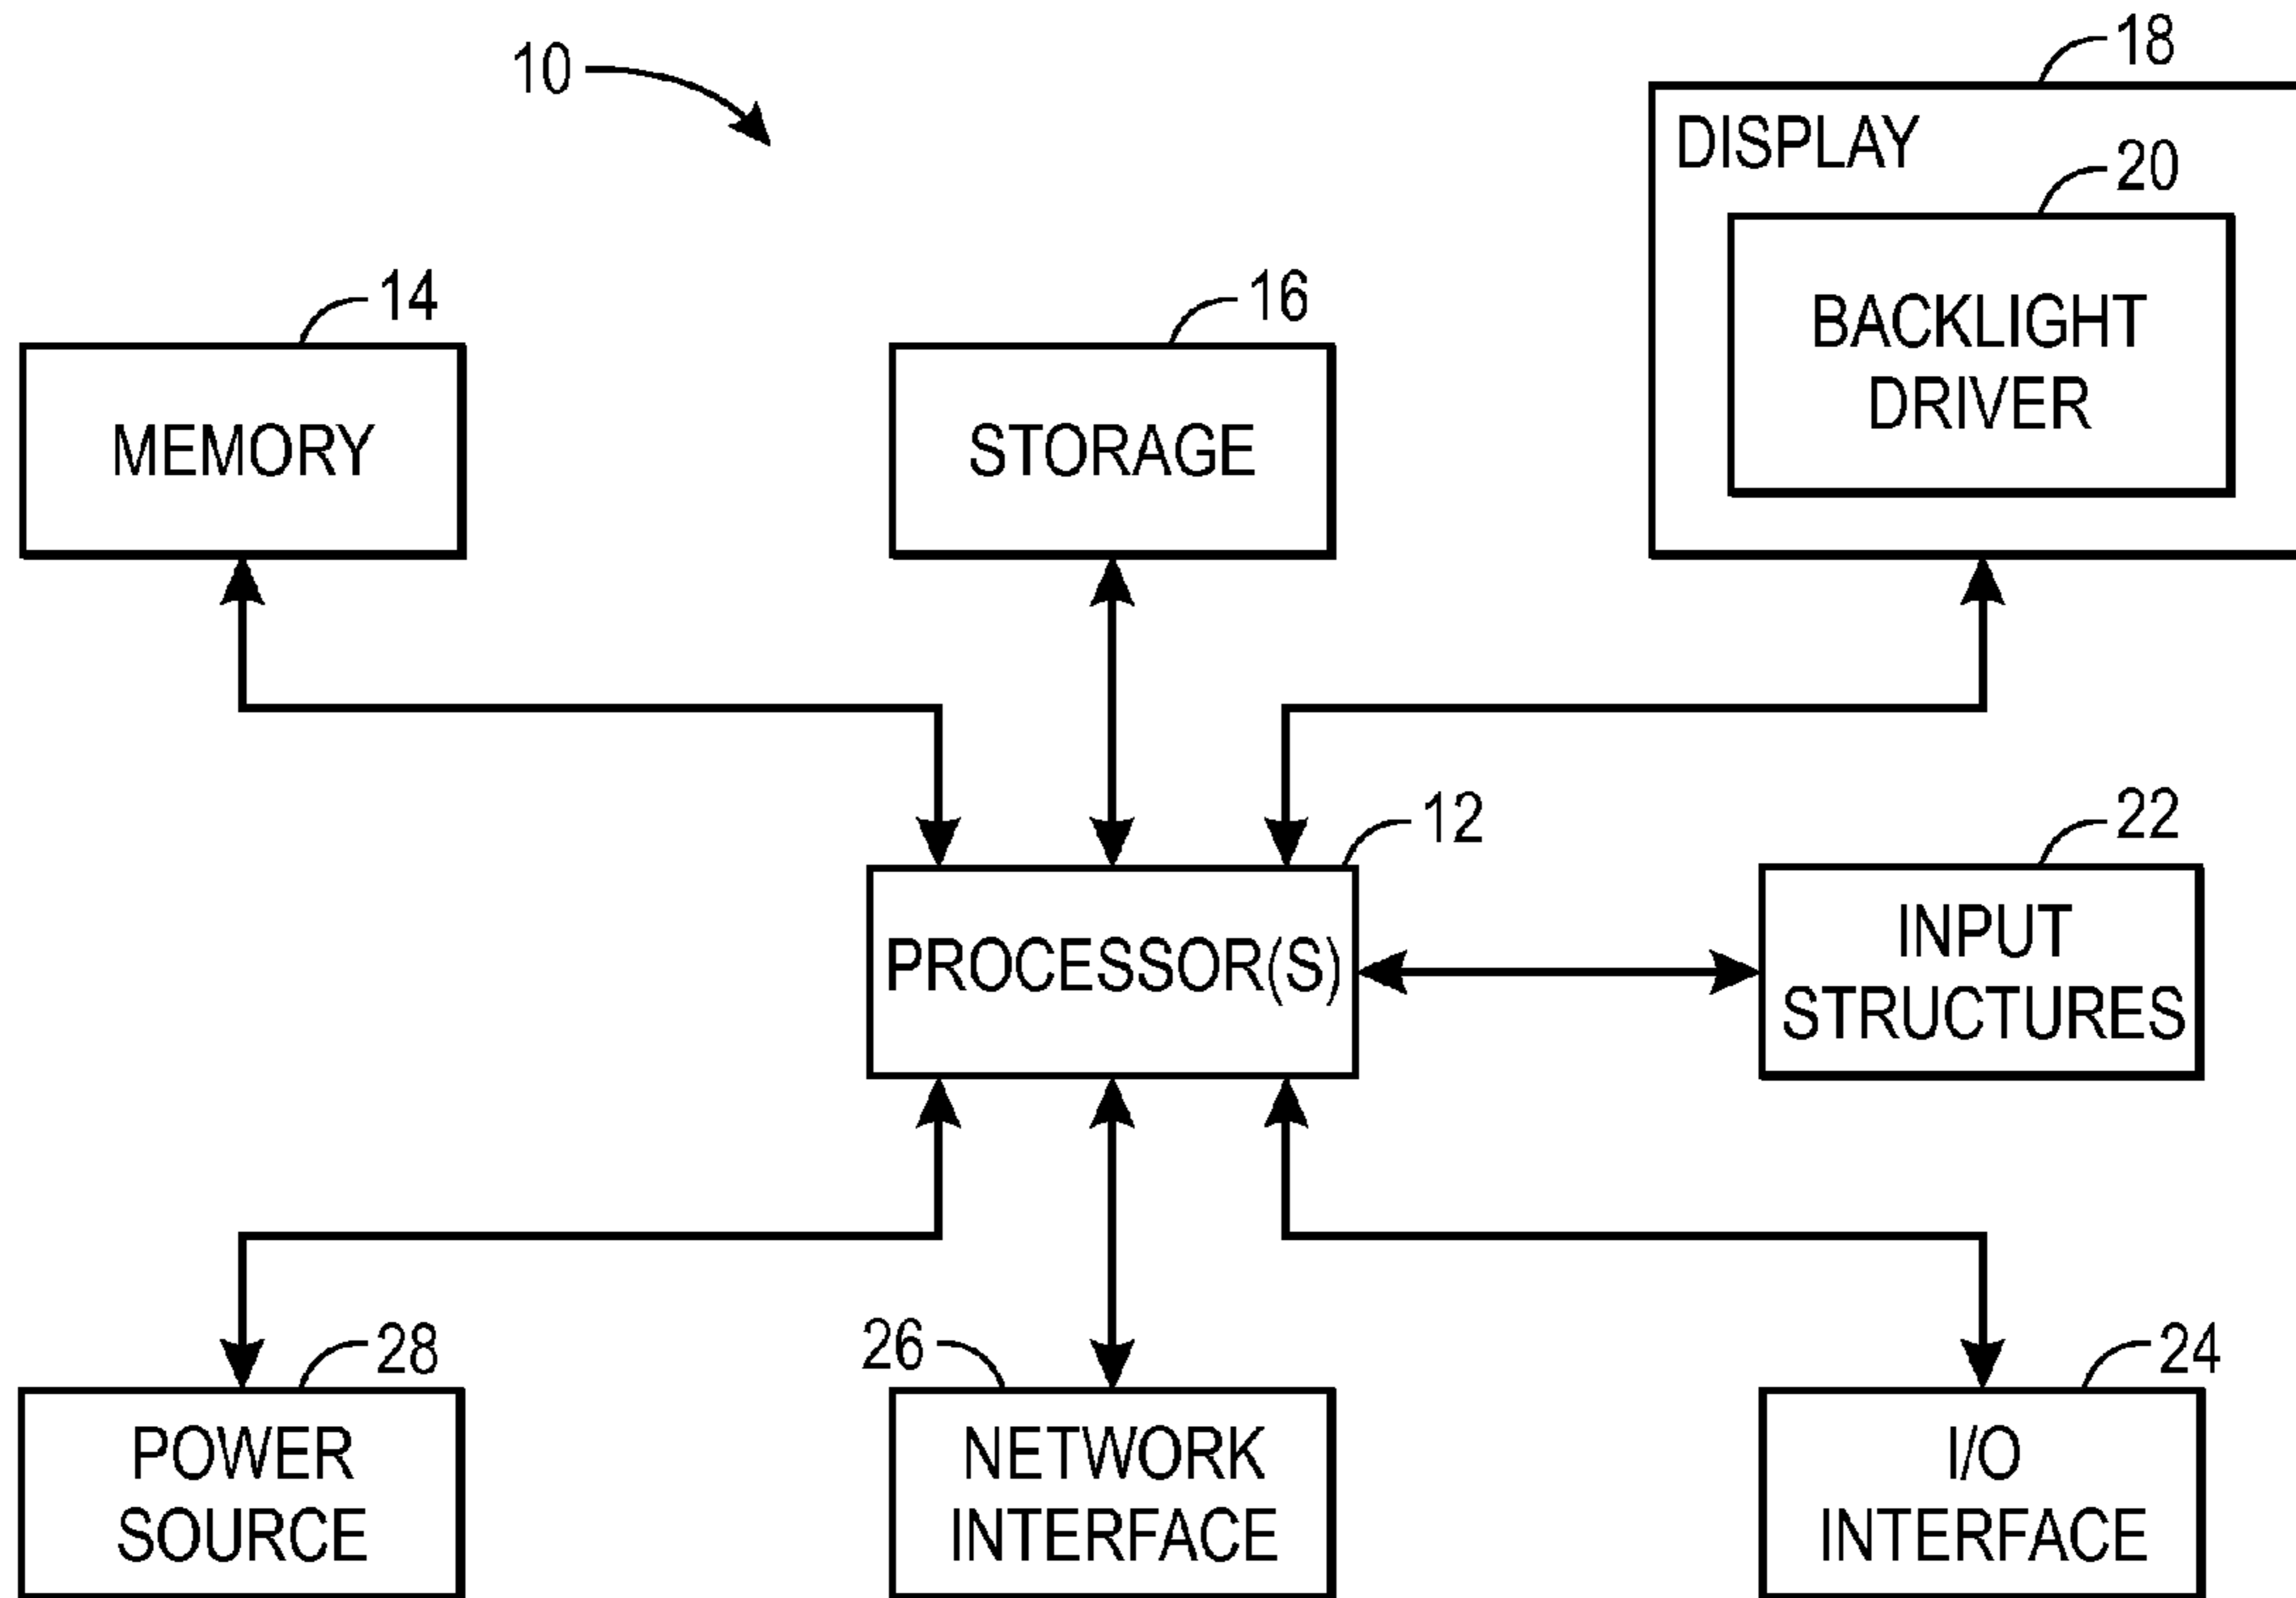 10
18
DISPLAY
20
BACKLIGHT
DRIVER
14
MEMORY
16
STORAGE
12
PROCESSOR(S)
22
INPUT
STRUCTURES
28
POWER
SOURCE
26
NETWORK
INTERFACE
24
I/O
INTERFACE